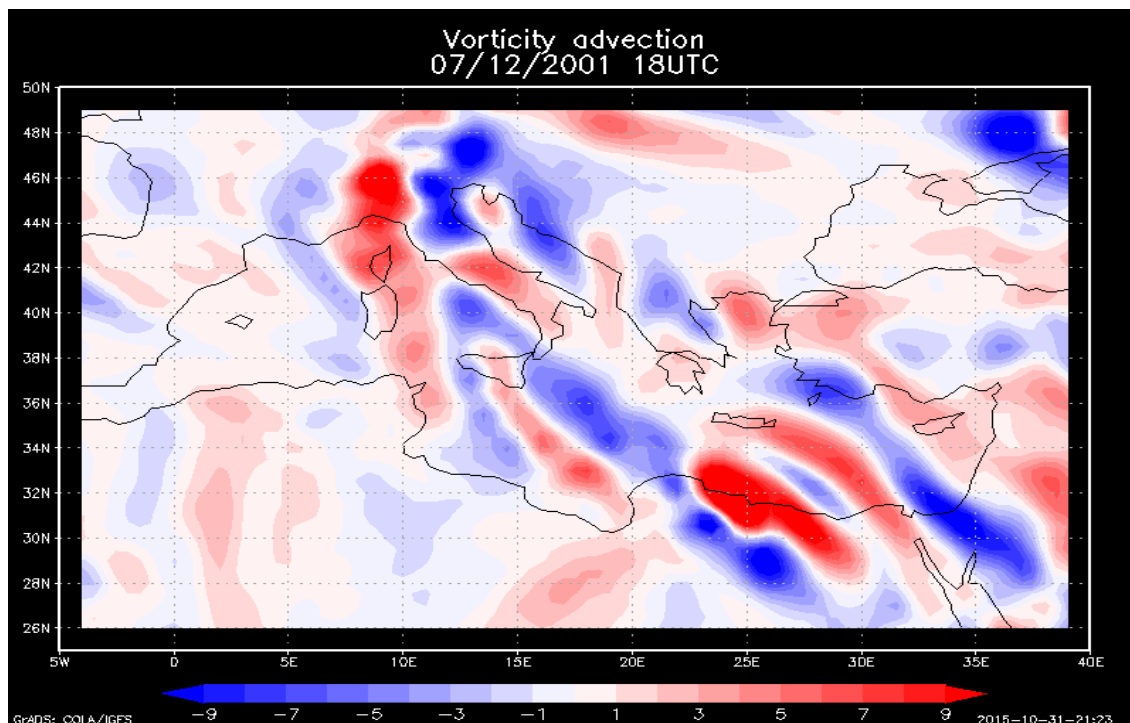 Vorticity advection
07/12/2001 18UTC
50N
48N
46N
44N
42N
40N
38N
36N
34N
32N
30N
28N
26N
5W 0 5E 10E 15E 20E 25E 30E 35E 40E
-9 -7 -5 -3 -1 1 3 5 7 9
GrADS: COLA/IGES 2015-10-31-21:23